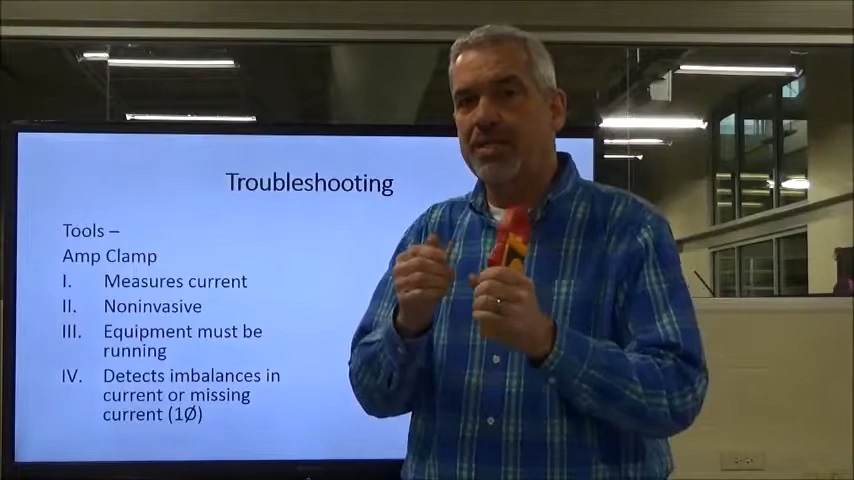 Troubleshooting
Tools –
Amp Clamp
I. Measures current
II. Noninvasive
III. Equipment must be
running
IV. Detects imbalances in
current or missing
current (1Ø)